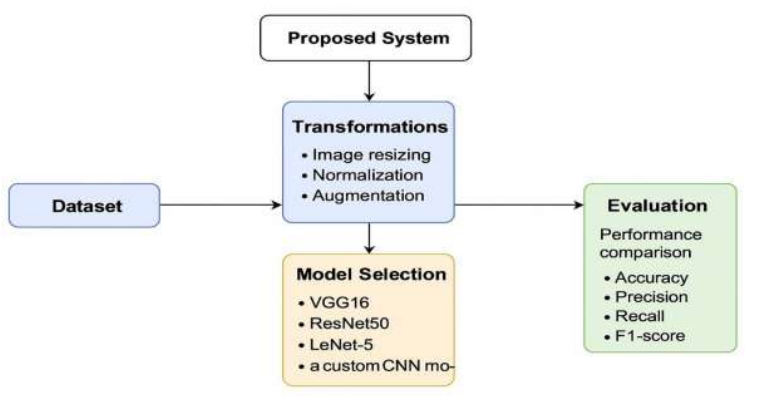 Proposed System
Transformations
• Image resizing
• Normalization
• Augmentation
Dataset
Evaluation
Performance
comparison
• Accuracy
• Precision
• Recall
• F1-score
Model Selection
• VGG16
• ResNet50
• LeNet-5
• a custom CNN mo-